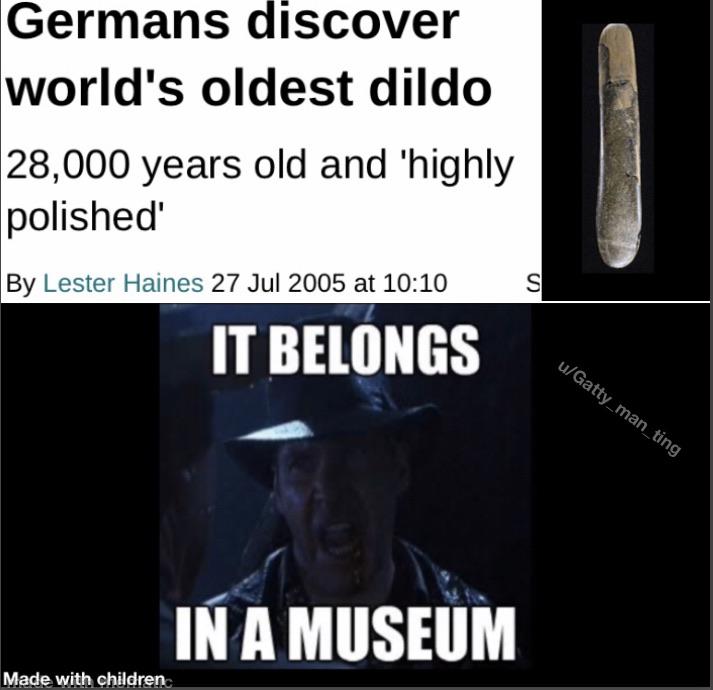 Germans discover
world's oldest dildo
28,000 years old and 'highly
polished'
By Lester Haines 27 Jul 2005 at 10:10 S
IT BELONGS
u/Gatty_man_ting
IN A MUSEUM
Made with children